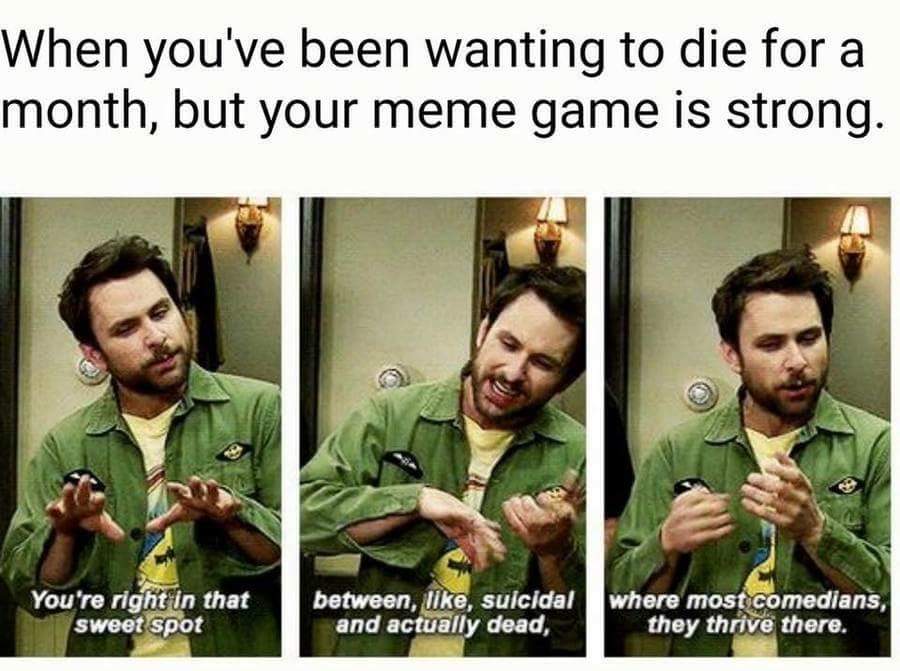 When you've been wanting to die for a
month, but your meme game is strong.
You're right in that
sweet spot
between, like, suicidal
and actually dead,
where most comedians,
they thrive there.